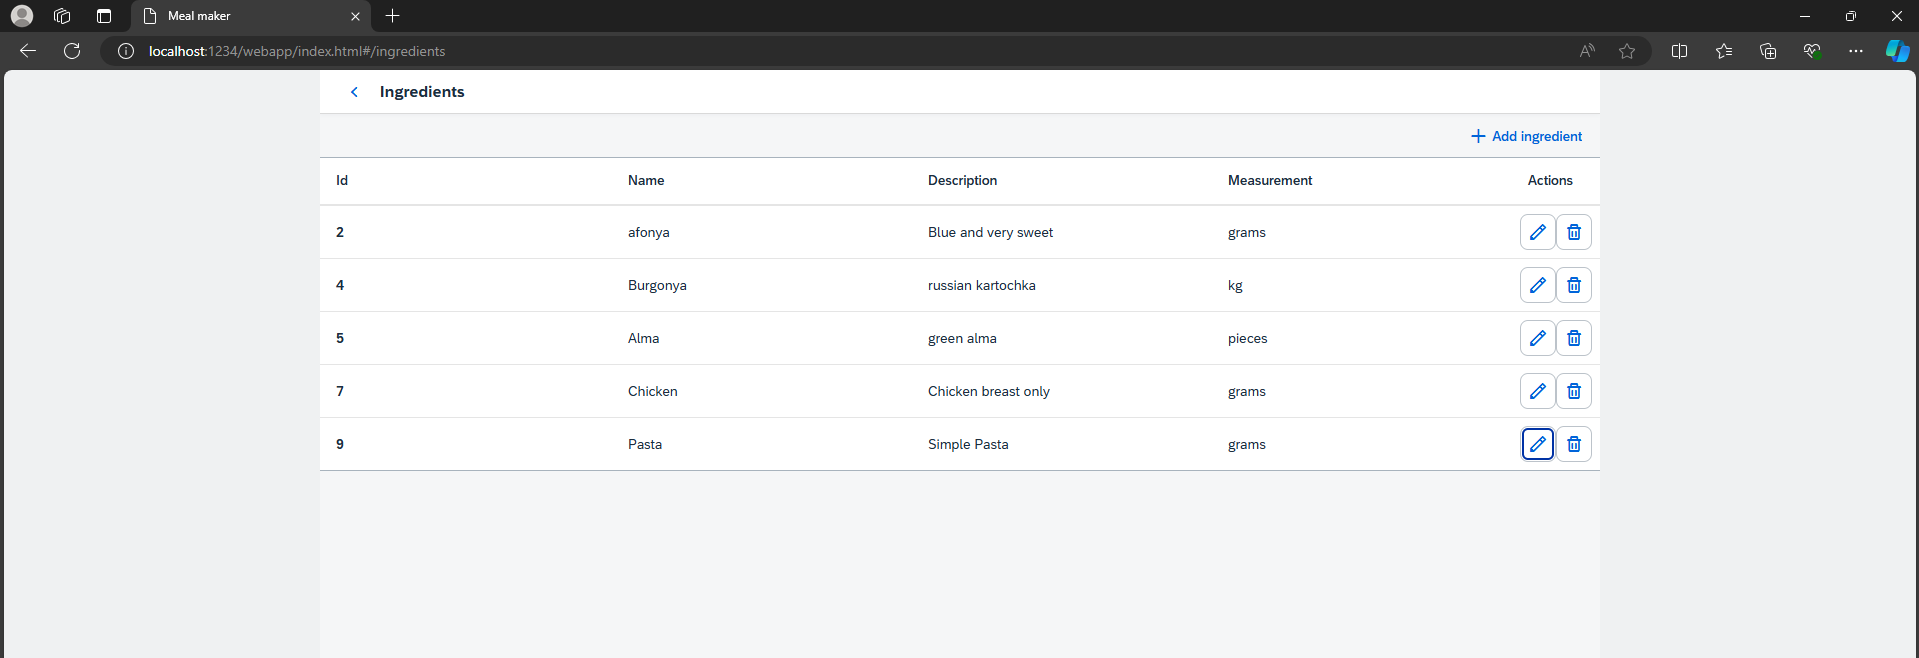 Meal maker
localhost:1234/webapp/index.html#/ingredients
Ingredients
Add ingredient
Id Name Description Measurement Actions
2 afonya Blue and very sweet grams
4 Burgonya russian kartochka kg
5 Alma green alma pieces
7 Chicken Chicken breast only grams
9 Pasta Simple Pasta grams